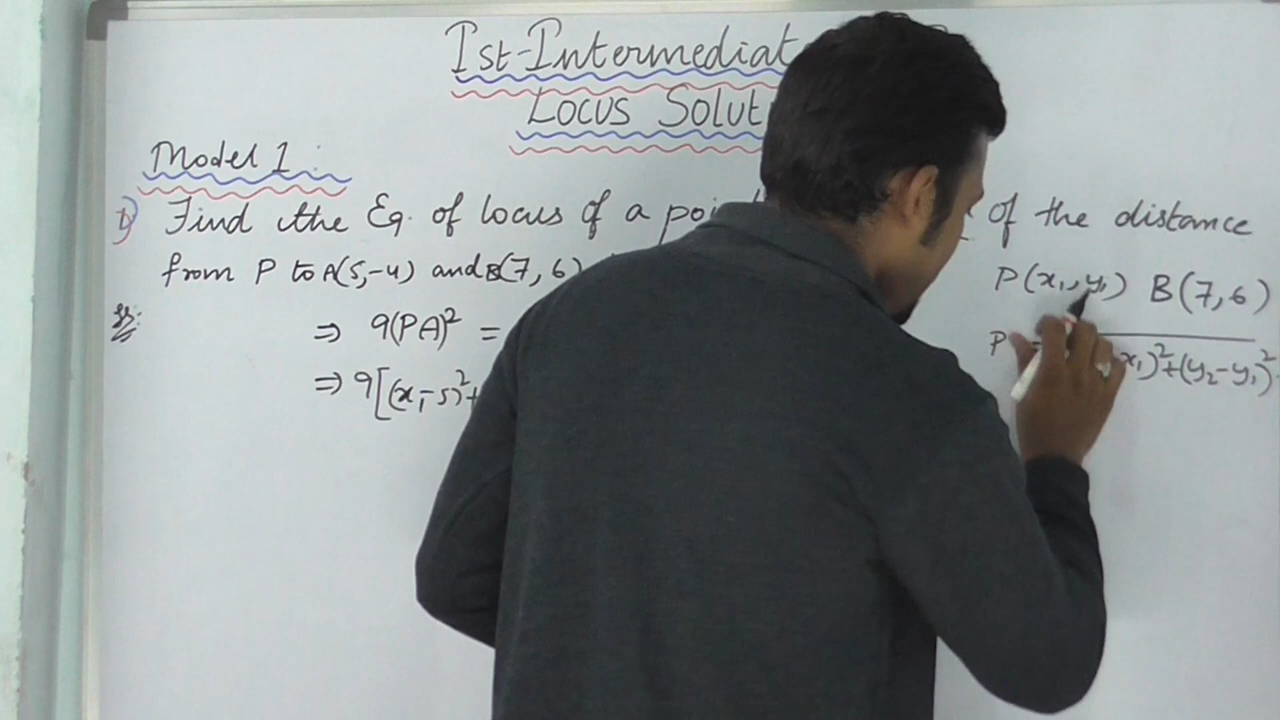 Ist-Intermediat
Locus Solut
Model 1 :
1) Find the Eq. of locus of a poi of the distance
from P to A(5,-4) and B(7,6)
P(x₁,y₁) B(7,6)
⇒ 9(PA)² =
P x₁)²+(y₂-y₁)²
⇒ 9[(x₁-5)²+